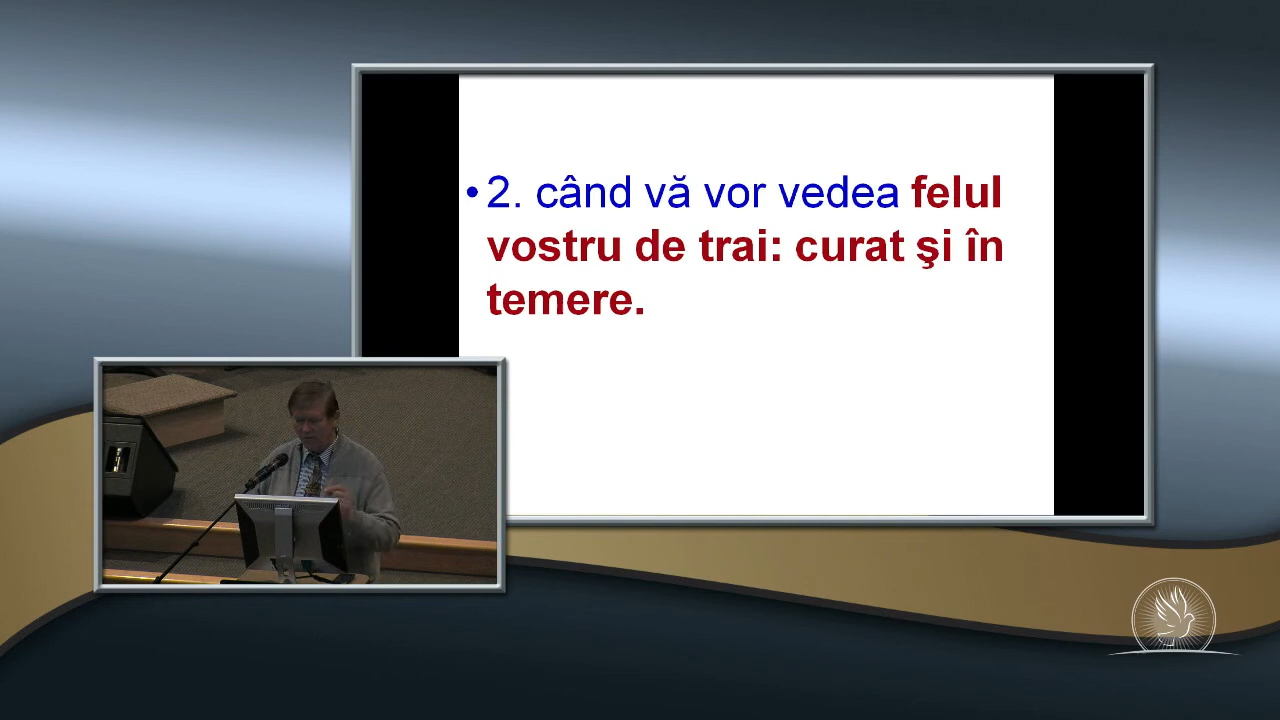 •2. când vă vor vedea felul
vostru de trai: curat şi în
temere.